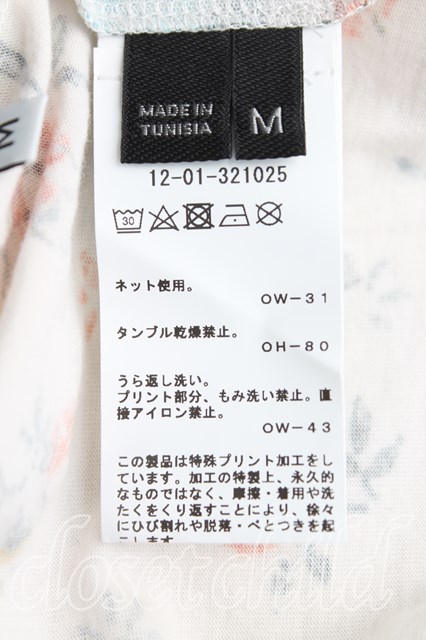 MADE IN
TUNISIA
M
12-01-321025
30
ネット使用。
OW-31
タンブル乾燥禁止。
OH-80
うら返し洗い。
プリント部分、もみ洗い禁止。直
接アイロン禁止。
OW-43
この製品は特殊プリント加工をし
ています。加工の特製上、永久的
なものではなく、摩擦・着用や洗
たくをくり返すことにより、徐々
にひび割れや脱落・べとつきを起
こします。
closet child